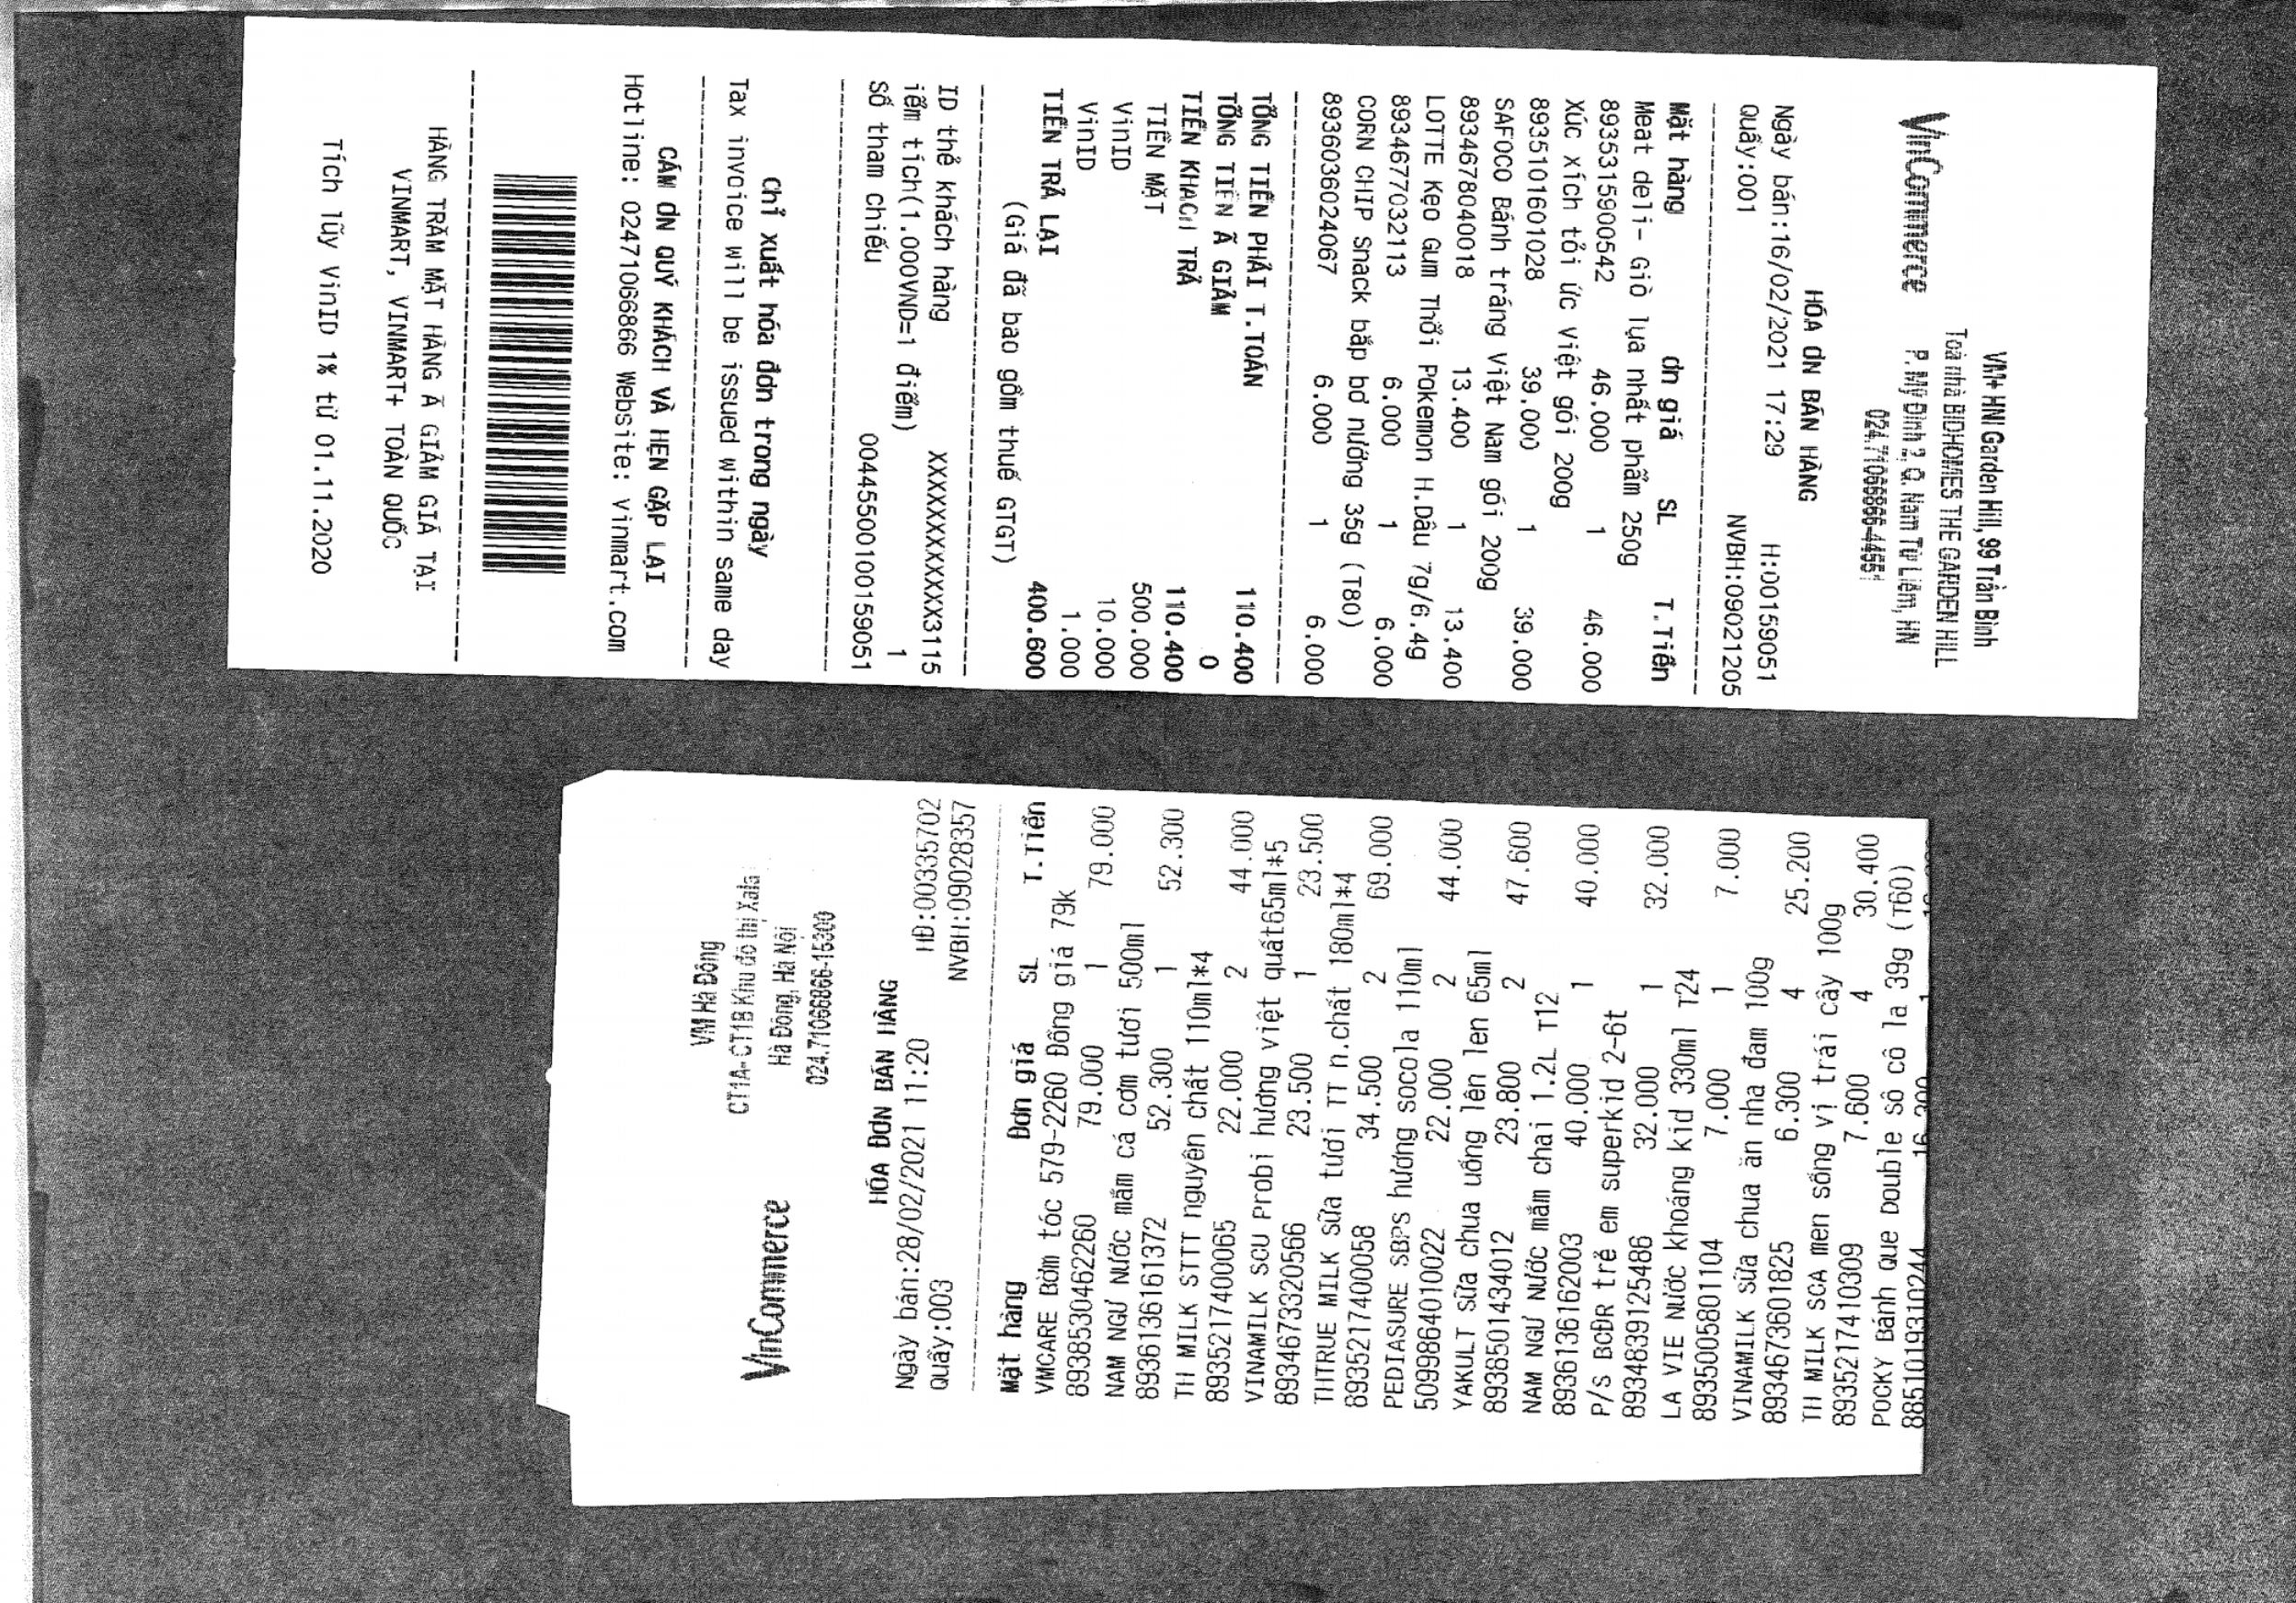 VM+ HNI Garden Hill, 99 Trần Bình
Toà nhà BIDHOMES THE GARDEN HILL
VinCommerce P. Mỹ Đình 2, Q. Nam Từ Liêm, HN
HÓA ƠN BÁN HÀNG
Ngày bán:16/02/2021 17:29 H:00159051
Quầy:001 NVBH:09021205
Mặt hàng ơn giá SL T.Tiền
Meat deli- Giò lụa nhất phẩm 250g
8935315900542 46.000 1 46.000
Xúc xích tỏi ức Việt gói 200g
8935101601028 39.000 1 39.000
SAFOCO Bánh tráng Việt Nam gói 200g
8934678040018 13.400 1 13.400
LOTTE Kẹo Gum Thổi Pokemon H.Dâu 7g/6.4g
8934677032113 6.000 1 6.000
CORN CHIP Snack bắp bơ nướng 35g (T80)
8936036024067 6.000 1 6.000
TỔNG TIỀN PHẢI T.TOÁN 110.400
TỔNG TIỀN Ã GIẢM 0
TIỀN KHÁCH TRẢ 110.400
TIỀN MẶT 500.000
VinID 10.000
VinID 1.000
TIỀN TRẢ LẠI 400.600
(Giá đã bao gồm thuế GTGT)
ID thẻ khách hàng XXXXXXXXXXXX3115
iểm tích(1.000VND=1 điểm) 1
Số tham chiếu 00445500100159051
Chỉ xuất hóa đơn trong ngày
Tax invoice will be issued within same day
CẢM ƠN QUÝ KHÁCH VÀ HẸN GẶP LẠI
Hotline: 02471066866 Website: Vinmart.com
HÀNG TRĂM MẶT HÀNG Ã GIẢM GIÁ TẠI
VINMART, VINMART+ TOÀN QUỐC
Tích lũy VinID 1% từ 01.11.2020
VM Hà Đông
CT1A- CT1B Khu đô thị Xala
VinCommerce Hà Đông, Hà Nội
024.71066866-15300
HÓA ĐƠN BÁN HÀNG
Ngày bán:28/02/2021 11:20 HĐ:00335702
Quầy:003 NVBH:09028357
Mặt hàng Đơn giá SL T.Tiền
VMCARE Bờm tóc 579-2260 Đồng giá 79k
8938530462260 79.000 1 79.000
NAM NGƯ Nước mắm cá cơm tươi 500ml
8936136161372 52.300 1 52.300
TH MILK STTT nguyên chất 110ml*4
8935217400065 22.000 2 44.000
VINAMILK SCU Probi hương việt quất65ml*5
8934673320566 23.500 1 23.500
THTRUE MILK Sữa tươi TT n.chất 180ml*4
8935217400058 34.500 2 69.000
PEDIASURE SBPS hương socola 110ml
5099864010022 22.000 2 44.000
YAKULT Sữa chua uống lên len 65ml
8938501434012 23.800 2 47.600
NAM NGƯ Nước mắm chai 1.2L T12
8936136162003 40.000 1 40.000
P/S BCĐR trẻ em superkid 2-6t
8934839125486 32.000 1 32.000
LA VIE Nước khoáng kid 330ml T24
8935005801104 7.000 1 7.000
VINAMILK Sữa chua ăn nha đam 100g
8934673601825 6.300 4 25.200
TH MILK SCA men sống vị trái cây 100g
8935217410309 7.600 4 30.400
POCKY Bánh que Double sô cô la 39g (T60)
8851019310244 16.300 1